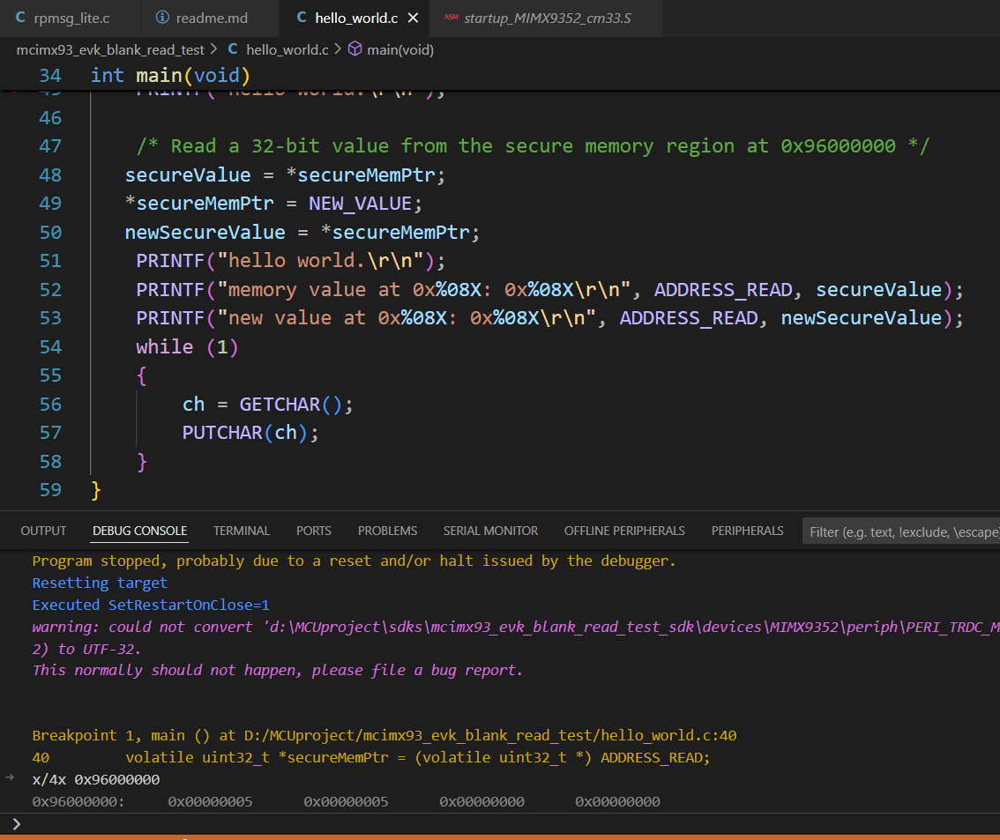 C rpmsg_lite.c readme.md C hello_world.c ASM startup_MIMX9352_cm33.S
mcimx93_evk_blank_read_test > C hello_world.c > main(void)
34 int main(void)
45 PRINTF("hello world.\r\n");
46
47 /* Read a 32-bit value from the secure memory region at 0x96000000 */
48 secureValue = *secureMemPtr;
49 *secureMemPtr = NEW_VALUE;
50 newSecureValue = *secureMemPtr;
51 PRINTF("hello world.\r\n");
52 PRINTF("memory value at 0x%08X: 0x%08X\r\n", ADDRESS_READ, secureValue);
53 PRINTF("new value at 0x%08X: 0x%08X\r\n", ADDRESS_READ, newSecureValue);
54 while (1)
55 {
56 ch = GETCHAR();
57 PUTCHAR(ch);
58 }
59 }
OUTPUT DEBUG CONSOLE TERMINAL PORTS PROBLEMS SERIAL MONITOR OFFLINE PERIPHERALS PERIPHERALS Filter (e.g. text, !exclude, \escape)
Program stopped, probably due to a reset and/or halt issued by the debugger.
Resetting target
Executed SetRestartOnClose=1
warning: could not convert 'd:\MCUproject\sdks\mcimx93_evk_blank_read_test_sdk\devices\MIMX9352\periph\PERI_TRDC_M
2) to UTF-32.
This normally should not happen, please file a bug report.
Breakpoint 1, main () at D:/MCUproject/mcimx93_evk_blank_read_test/hello_world.c:40
40 volatile uint32_t *secureMemPtr = (volatile uint32_t *) ADDRESS_READ;
x/4x 0x96000000
0x96000000: 0x00000005 0x00000005 0x00000000 0x00000000